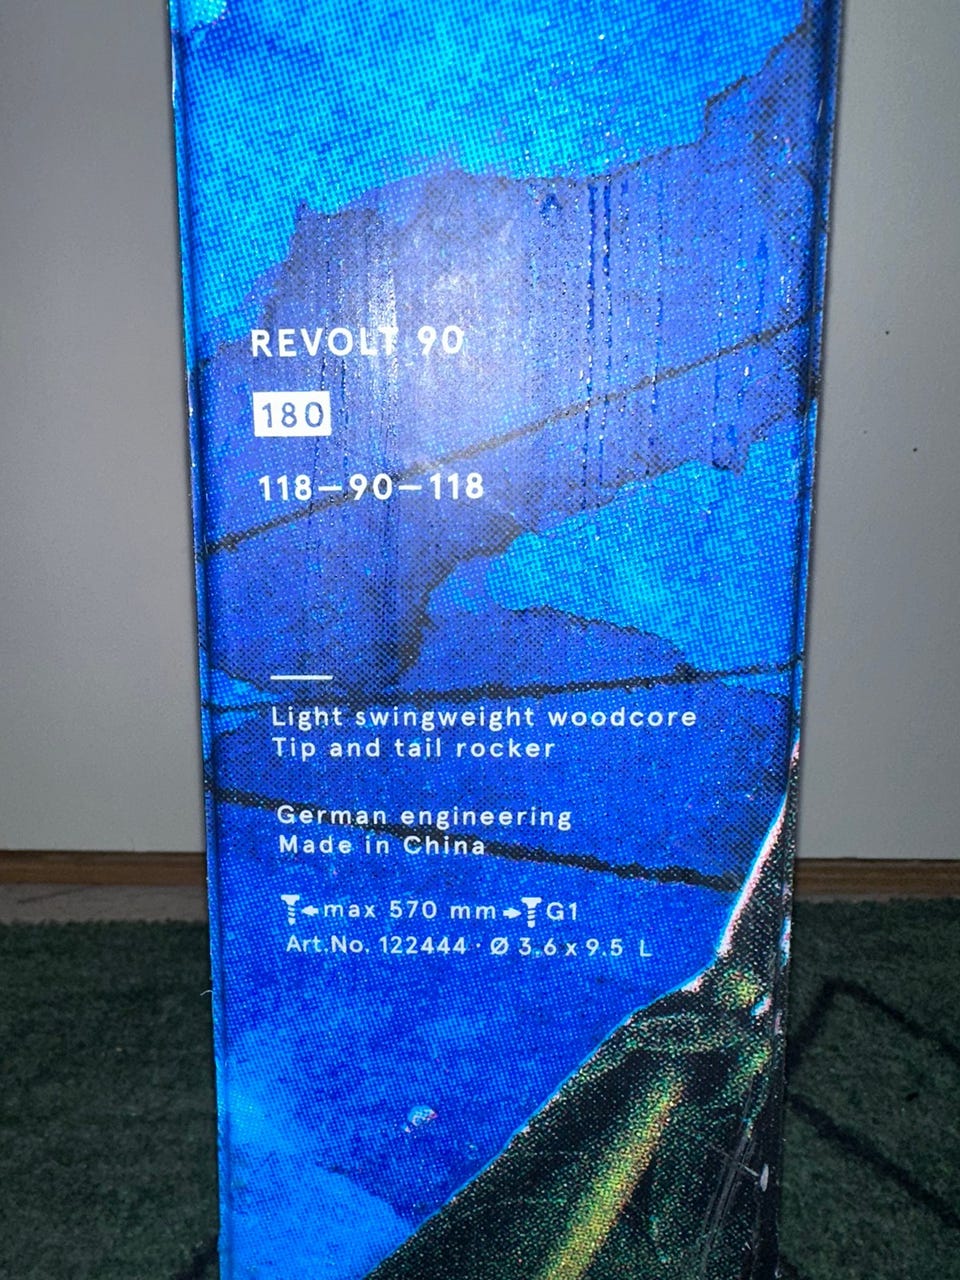 REVOLT 90
180
118–90–118
Light swingweight woodcore
Tip and tail rocker
German engineering
Made in China
max 570 mm G1
Art.No. 122444 · Ø 3.6 x 9.5 L